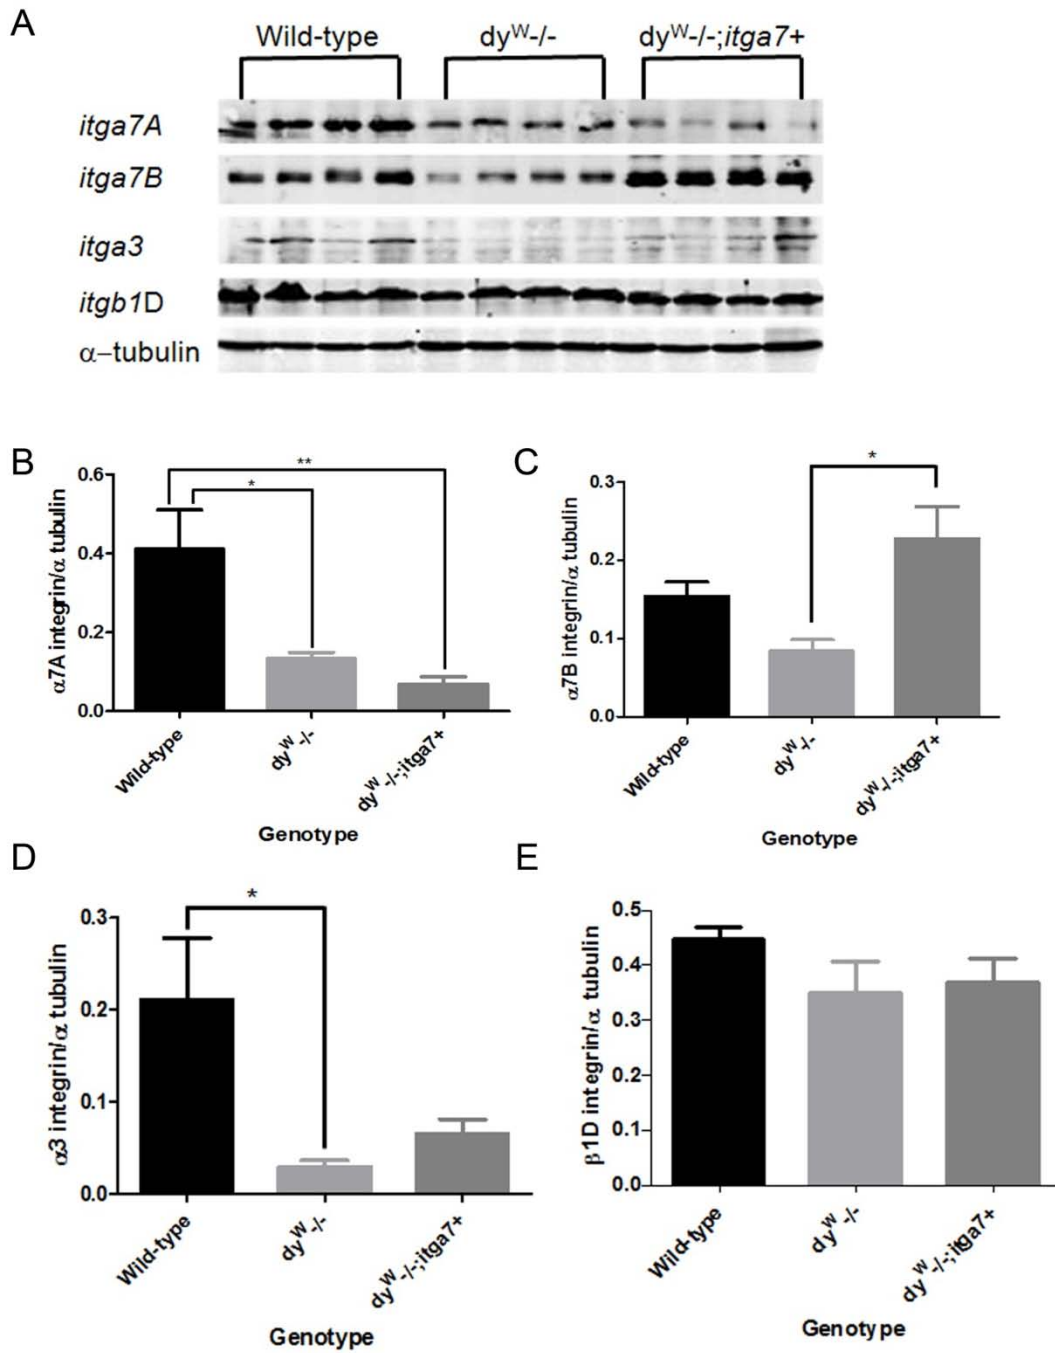 A
Wild-type dyW-/- dyW-/-;itga7+
itga7A
itga7B
itga3
itgb1D
α-tubulin
B
α7A integrin/α tubulin
0.6
0.4
0.2
0.0
**
*
Wild-type
dyW-/-
dyW-/-;itga7+
Genotype
C
α7B integrin/α tubulin
0.3
0.2
0.1
0.0
*
Wild-type
dyW-/-
dyW-/-;itga7+
Genotype
D
α3 integrin/α tubulin
0.3
0.2
0.1
0.0
*
Wild-type
dyW-/-
dyW-/-;itga7+
Genotype
E
β1D integrin/α tubulin
0.5
0.4
0.3
0.2
0.1
0.0
Wild-type
dyW-/-
dyW-/-;itga7+
Genotype